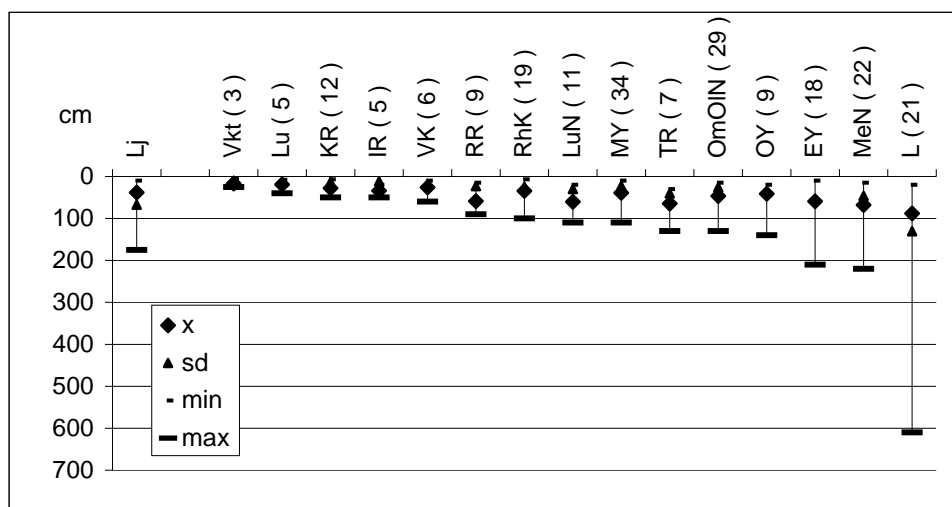 cm
Lj
Vkt ( 3 )
Lu ( 5 )
KR ( 12 )
IR ( 5 )
VK ( 6 )
RR ( 9 )
RhK ( 19 )
LuN ( 11 )
MY ( 34 )
TR ( 7 )
OmOlN ( 29 )
OY ( 9 )
EY ( 18 )
MeN ( 22 )
L ( 21 )
0
100
200
300
400
500
600
700
x
sd
min
max